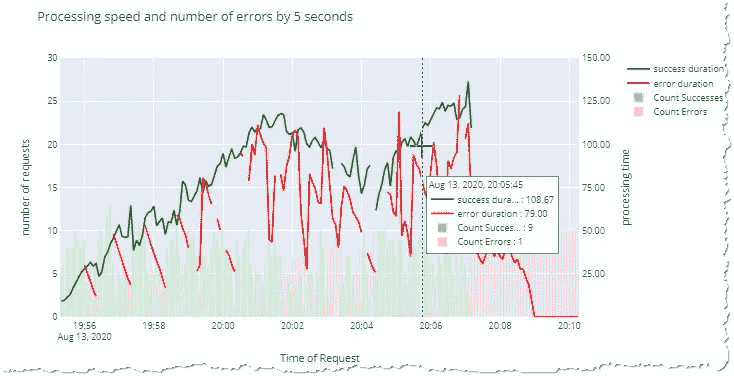 Processing speed and number of errors by 5 seconds
30
25
20
15
10
5
0
number of requests
150.00
125.00
100.00
75.00
50.00
25.00
processing time
success duration
error duration
Count Successes
Count Errors
Aug 13, 2020, 20:05:45
success dura... : 108.67
error duration : 79.00
Count Succes... : 9
Count Errors : 1
19:56 19:58 20:00 20:02 20:04 20:06 20:08 20:10
Aug 13, 2020
Time of Request